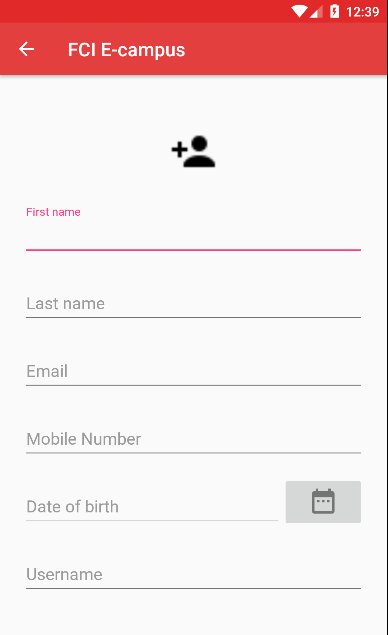 12:39
FCI E-campus
First name
Last name
Email
Mobile Number
Date of birth
Username